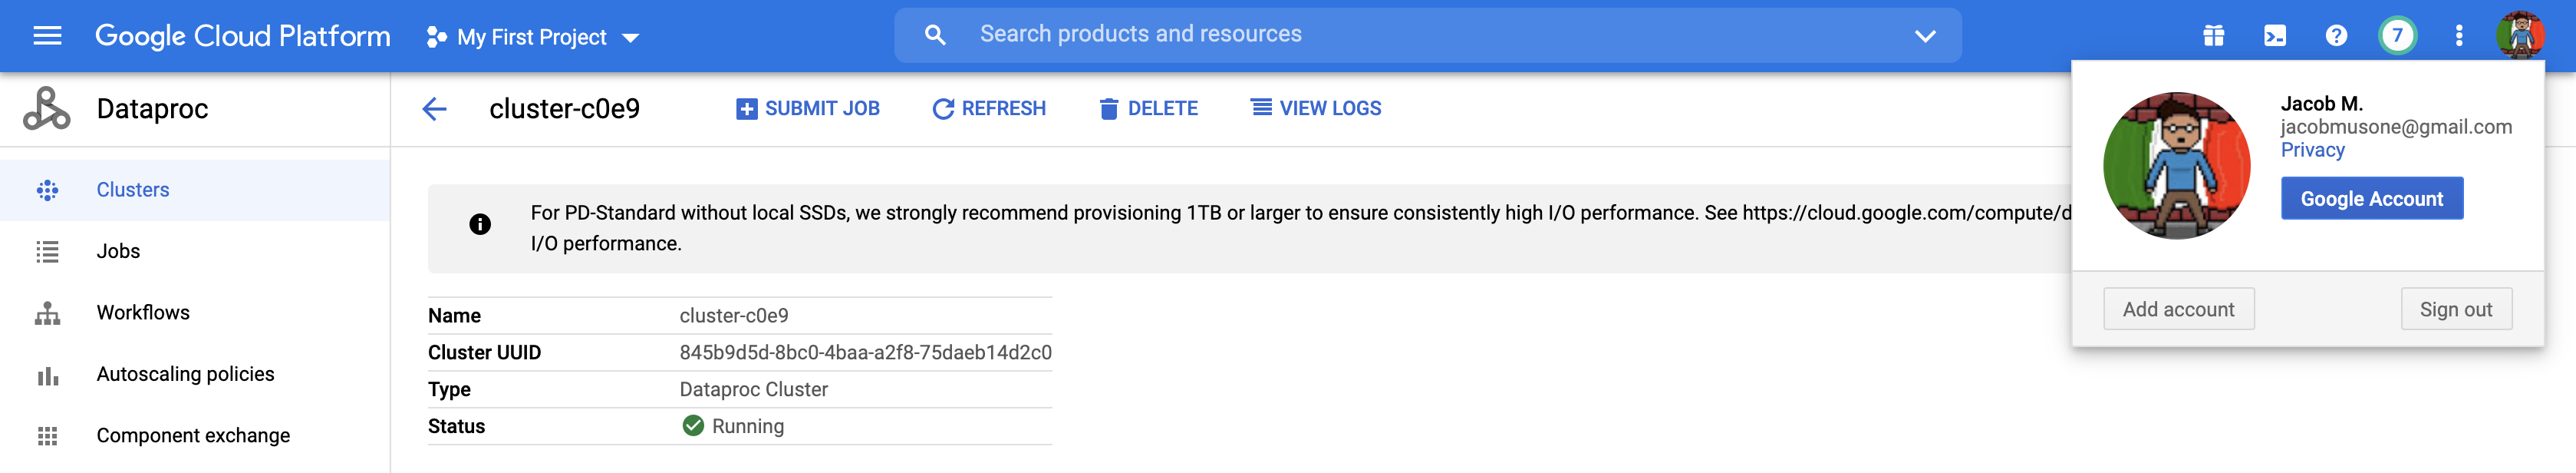 Google Cloud Platform
My First Project
Search products and resources
7
Dataproc
cluster-c0e9
SUBMIT JOB
REFRESH
DELETE
VIEW LOGS
Clusters
Jobs
Workflows
Autoscaling policies
Component exchange
For PD-Standard without local SSDs, we strongly recommend provisioning 1TB or larger to ensure consistently high I/O performance. See https://cloud.google.com/compute/d
I/O performance.
Name cluster-c0e9
Cluster UUID 845b9d5d-8bc0-4baa-a2f8-75daeb14d2c0
Type Dataproc Cluster
Status Running
Jacob M.
jacobmusone@gmail.com
Privacy
Google Account
Add account
Sign out